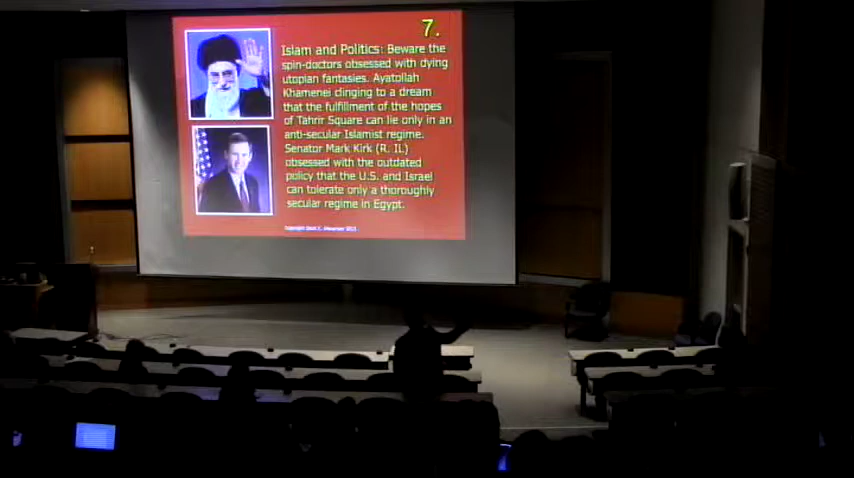 7.
Islam and Politics: Beware the
spin-doctors obsessed with dying
utopian fantasies. Ayatollah
Khamenei clinging to a dream
that the fulfillment of the hopes
of Tahrir Square can lie only in an
anti-secular Islamist regime.
Senator Mark Kirk (R. IL)
obsessed with the outdated
policy that the U.S. and Israel
can tolerate only a thoroughly
secular regime in Egypt.
Copyright